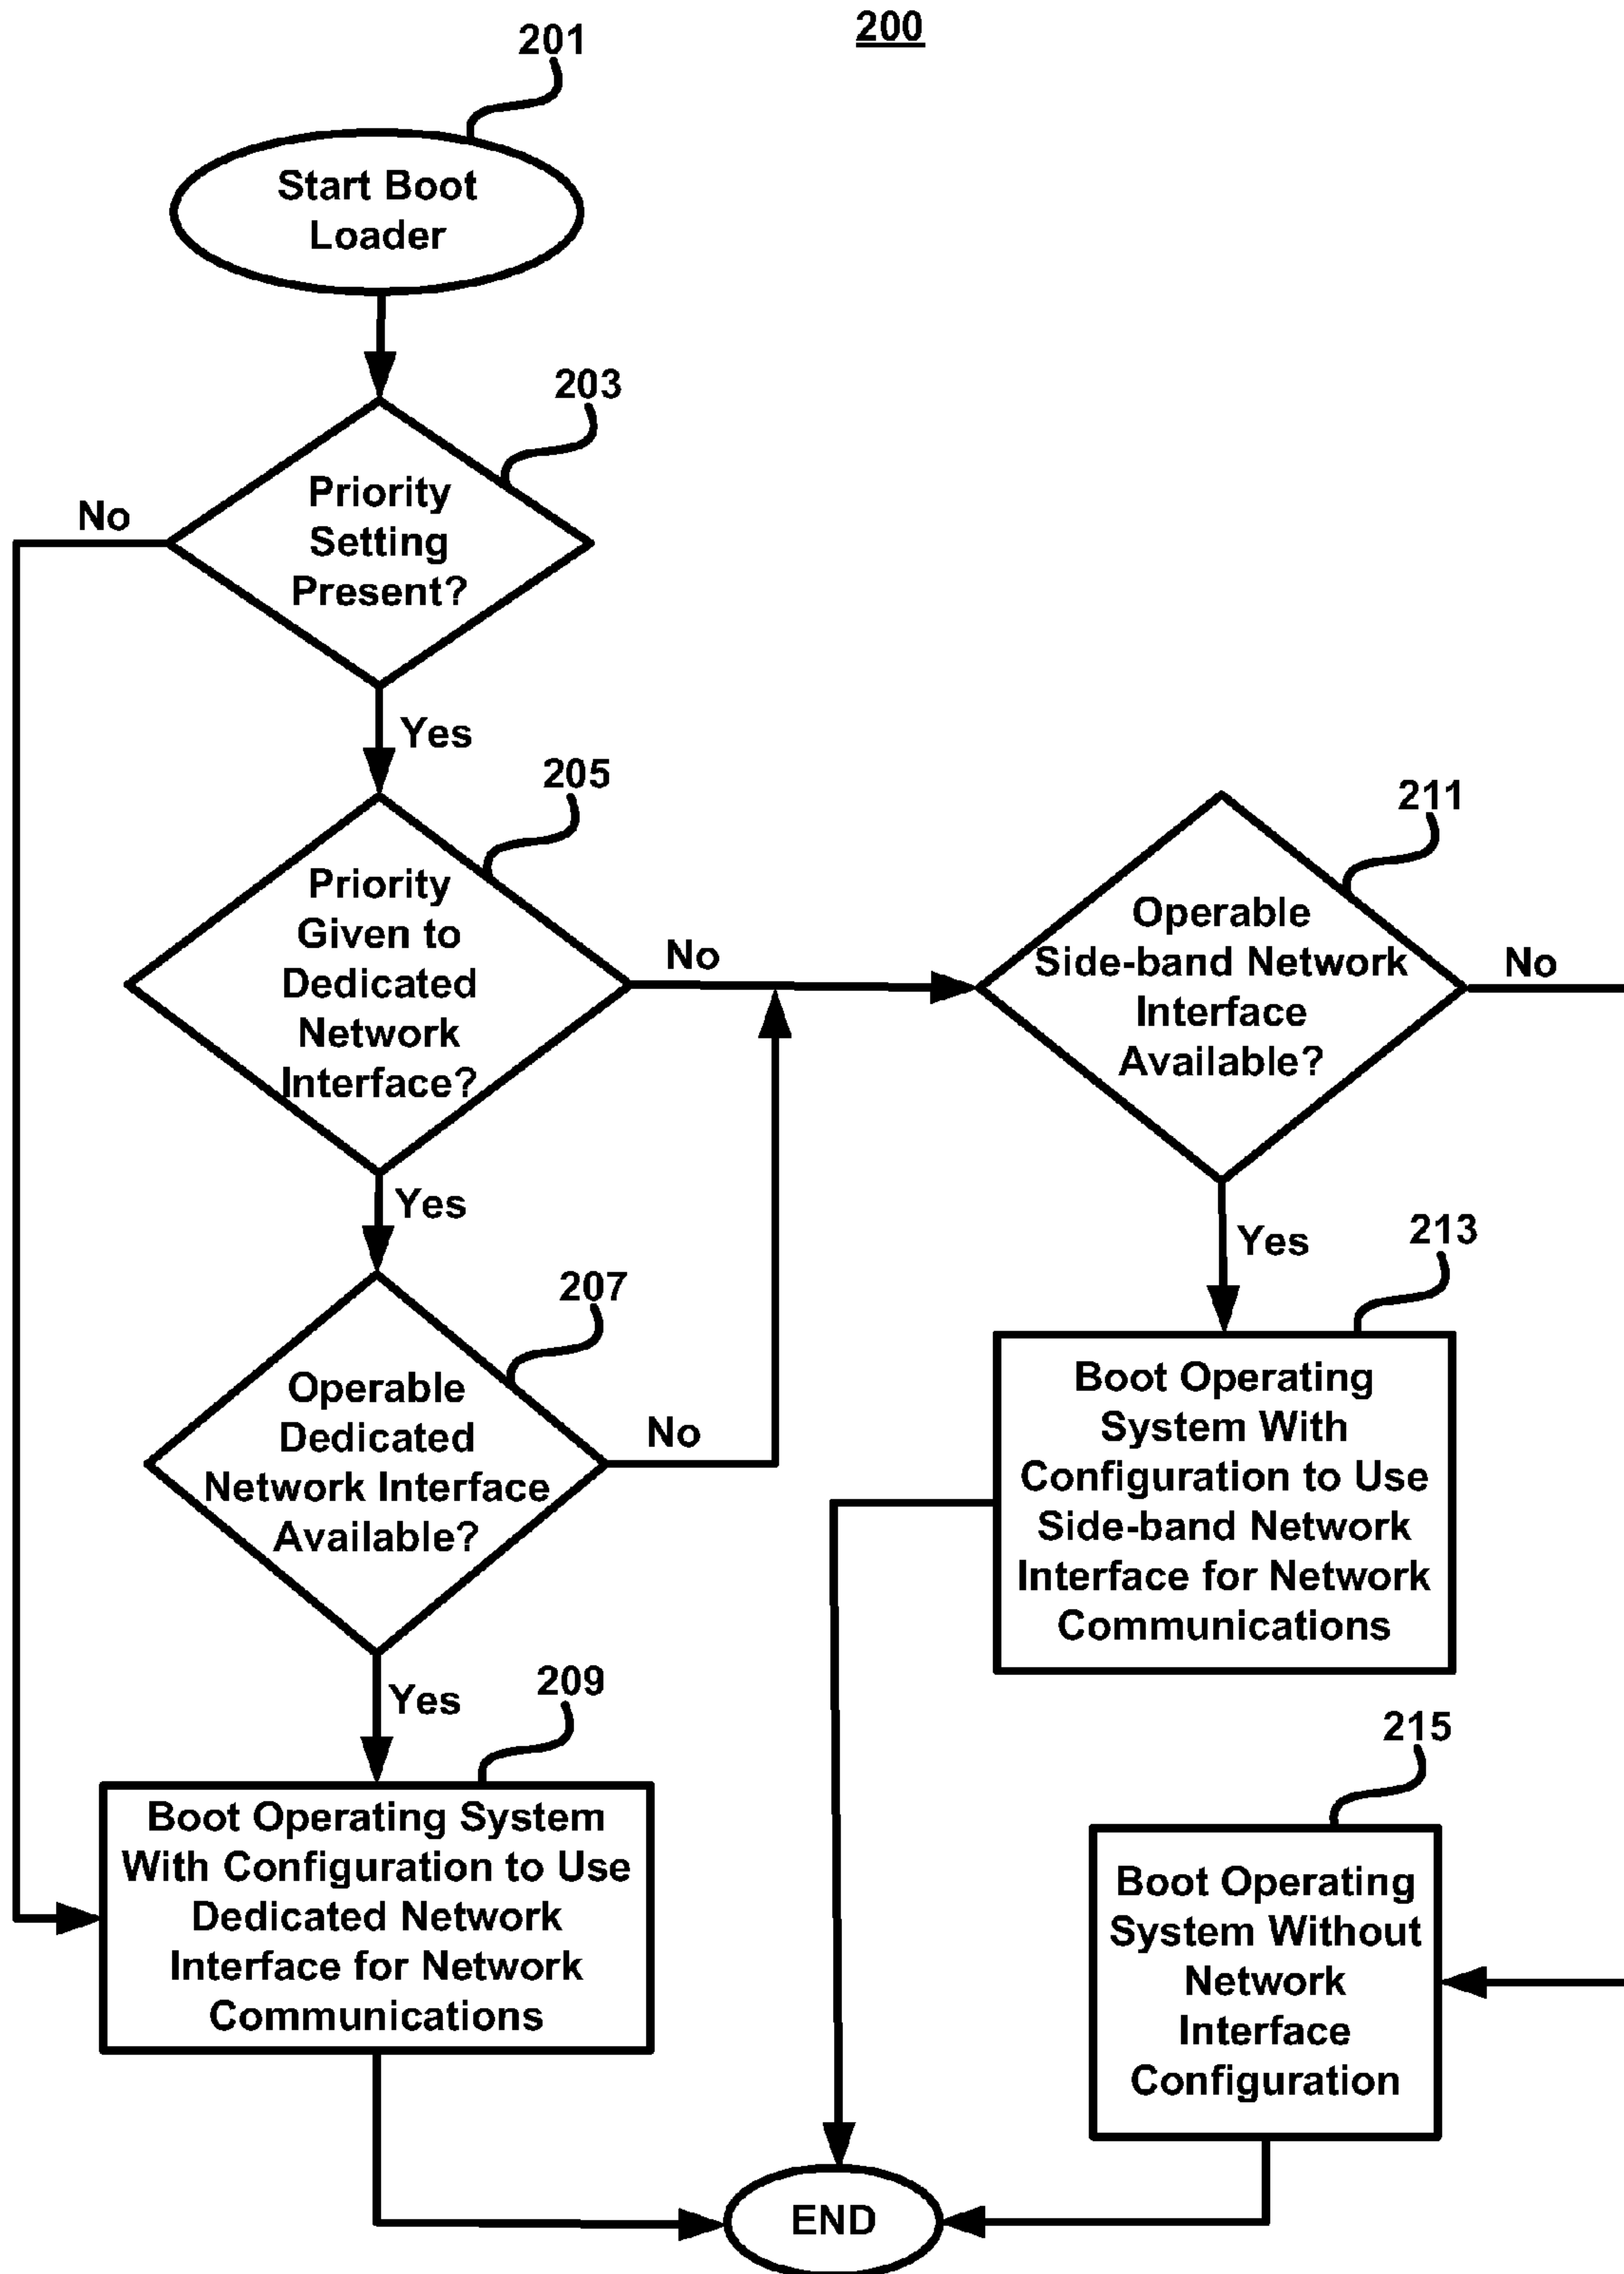 200
201
Start Boot
Loader
203
Priority
Setting
Present?
No
Yes
205
Priority
Given to
Dedicated
Network
Interface?
No
Yes
211
Operable
Side-band Network
Interface
Available?
No
Yes
207
Operable
Dedicated
Network Interface
Available?
No
Yes
213
Boot Operating
System With
Configuration to Use
Side-band Network
Interface for Network
Communications
209
Boot Operating System
With Configuration to Use
Dedicated Network
Interface for Network
Communications
215
Boot Operating
System Without
Network
Interface
Configuration
END